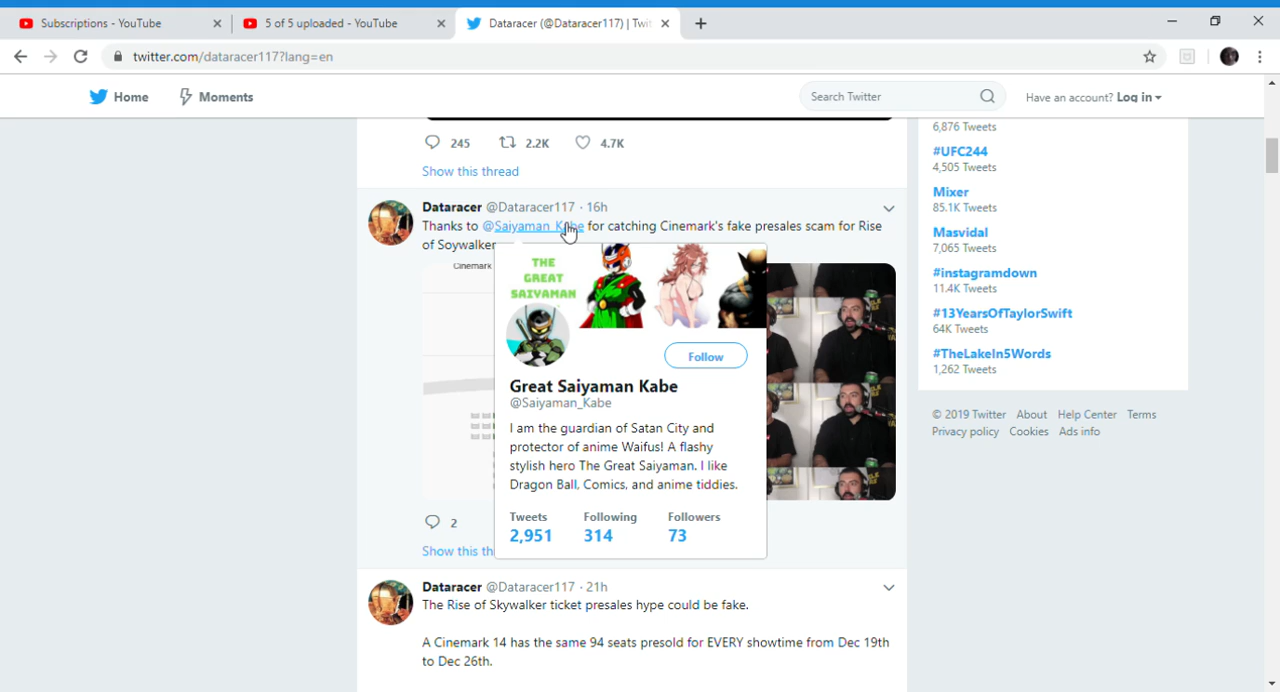 Subscriptions - YouTube
5 of 5 uploaded - YouTube
Dataracer (@Dataracer117) | Twi
twitter.com/dataracer117?lang=en
Home
Moments
Search Twitter
Have an account? Log in
245
2.2K
4.7K
Show this thread
Dataracer @Dataracer117 · 16h
Thanks to @Saiyaman_Kabe for catching Cinemark's fake presales scam for Rise
of Soywalker
Cinemark
THE
GREAT
SAIYAMAN
Follow
Great Saiyaman Kabe
@Saiyaman_Kabe
I am the guardian of Satan City and
protector of anime Waifus! A flashy
stylish hero The Great Saiyaman. I like
Dragon Ball, Comics, and anime tiddies.
Tweets
Following
Followers
2,951
314
73
2
Show this th
Dataracer @Dataracer117 · 21h
The Rise of Skywalker ticket presales hype could be fake.
A Cinemark 14 has the same 94 seats presold for EVERY showtime from Dec 19th
to Dec 26th.
6,876 Tweets
#UFC244
4,505 Tweets
Mixer
85.1K Tweets
Masvidal
7,065 Tweets
#instagramdown
11.4K Tweets
#13YearsOfTaylorSwift
64K Tweets
#TheLakeIn5Words
1,262 Tweets
© 2019 Twitter About Help Center Terms
Privacy policy Cookies Ads info